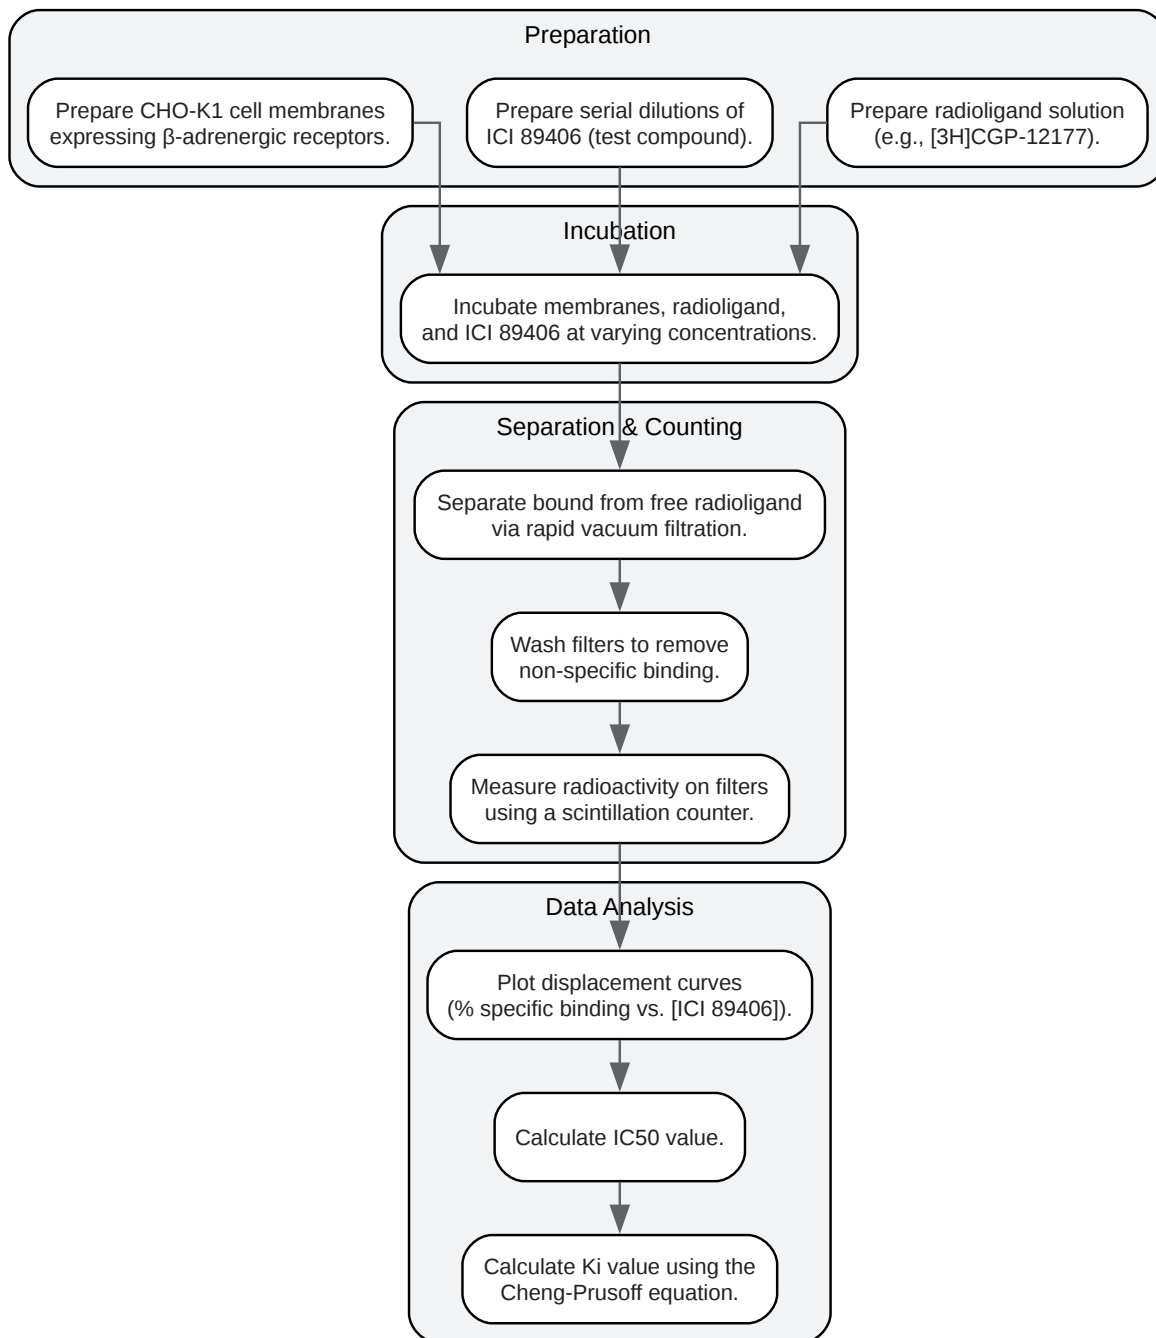 Preparation
Prepare CHO-K1 cell membranes
expressing β-adrenergic receptors.
Prepare serial dilutions of
ICI 89406 (test compound).
Prepare radioligand solution
(e.g., [3H]CGP-12177).
Incubation
Incubate membranes, radioligand,
and ICI 89406 at varying concentrations.
Separation & Counting
Separate bound from free radioligand
via rapid vacuum filtration.
Wash filters to remove
non-specific binding.
Measure radioactivity on filters
using a scintillation counter.
Data Analysis
Plot displacement curves
(% specific binding vs. [ICI 89406]).
Calculate IC50 value.
Calculate Ki value using the
Cheng-Prusoff equation.